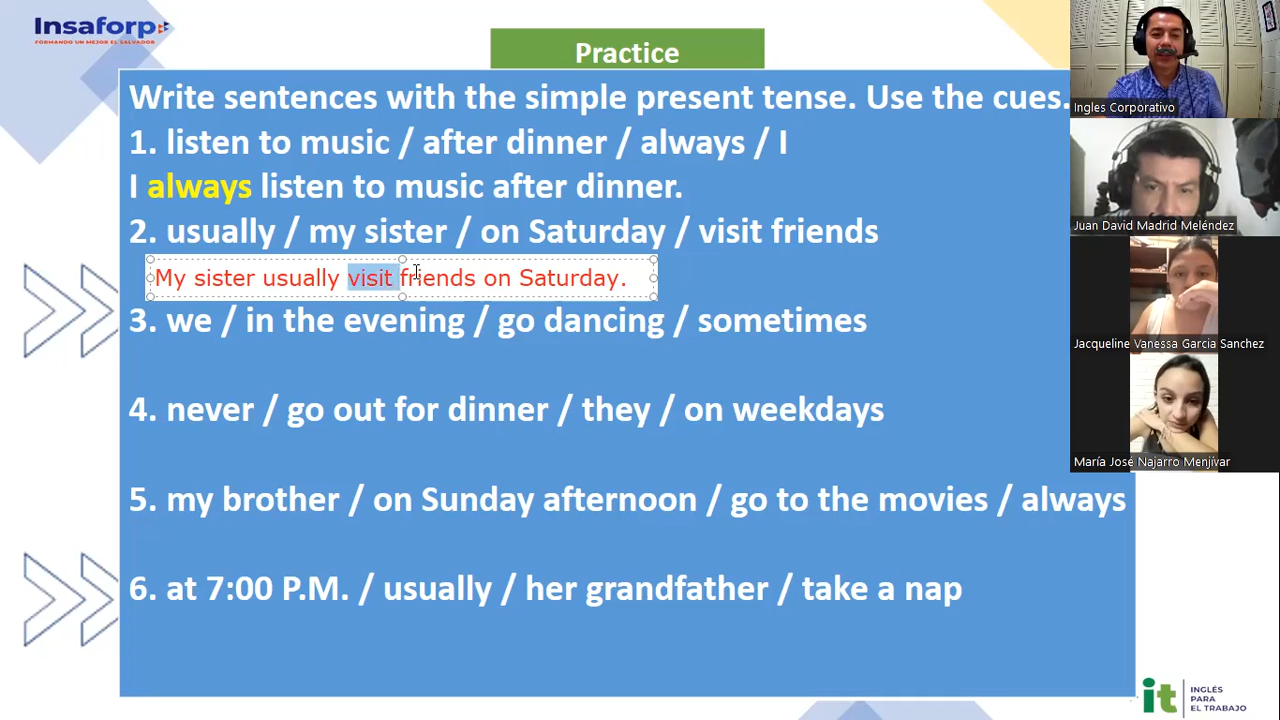 Insaforp
FORMANDO UN MEJOR EL SALVADOR
Practice
Write sentences with the simple present tense. Use the cues.
1. listen to music / after dinner / always / I
I always listen to music after dinner.
2. usually / my sister / on Saturday / visit friends
My sister usually visit friends on Saturday.
3. we / in the evening / go dancing / sometimes
4. never / go out for dinner / they / on weekdays
5. my brother / on Sunday afternoon / go to the movies / always
6. at 7:00 P.M. / usually / her grandfather / take a nap
Ingles Corporativo
Juan David Madrid Meléndez
Jacqueline Vanessa Garcia Sanchez
María José Najarro Menjívar
it
INGLÉS
PARA
EL TRABAJO